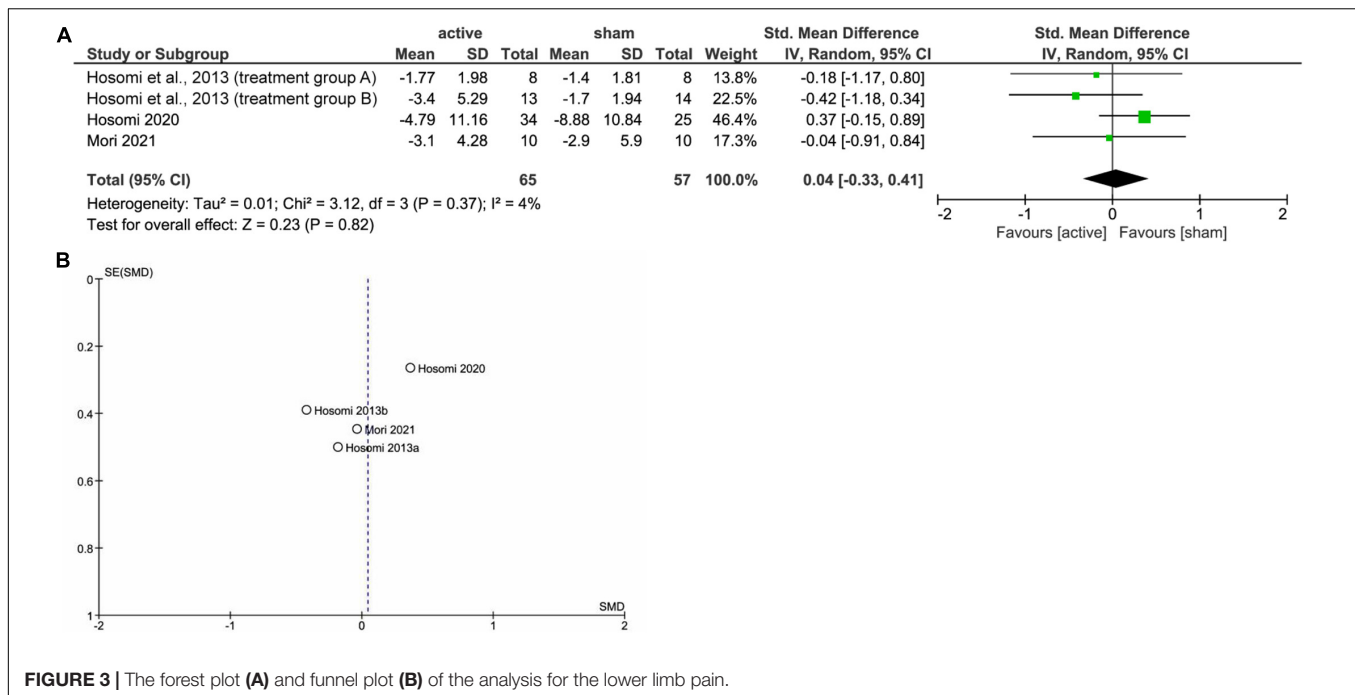 A
active sham Std. Mean Difference Std. Mean Difference
Study or Subgroup Mean SD Total Mean SD Total Weight IV, Random, 95% CI IV, Random, 95% CI
Hosomi et al., 2013 (treatment group A) -1.77 1.98 8 -1.4 1.81 8 13.8% -0.18 [-1.17, 0.80]
Hosomi et al., 2013 (treatment group B) -3.4 5.29 13 -1.7 1.94 14 22.5% -0.42 [-1.18, 0.34]
Hosomi 2020 -4.79 11.16 34 -8.88 10.84 25 46.4% 0.37 [-0.15, 0.89]
Mori 2021 -3.1 4.28 10 -2.9 5.9 10 17.3% -0.04 [-0.91, 0.84]
Total (95% CI) 65 57 100.0% 0.04 [-0.33, 0.41]
Heterogeneity: Tau² = 0.01; Chi² = 3.12, df = 3 (P = 0.37); I² = 4%
Test for overall effect: Z = 0.23 (P = 0.82)
-2 -1 0 1 2
Favours [active] Favours [sham]
B
SE(SMD)
0
0.2
Hosomi 2020
0.4
Hosomi 2013b
Mori 2021
Hosomi 2013a
0.6
0.8
1
SMD
-2 -1 0 1 2
FIGURE 3 | The forest plot (A) and funnel plot (B) of the analysis for the lower limb pain.